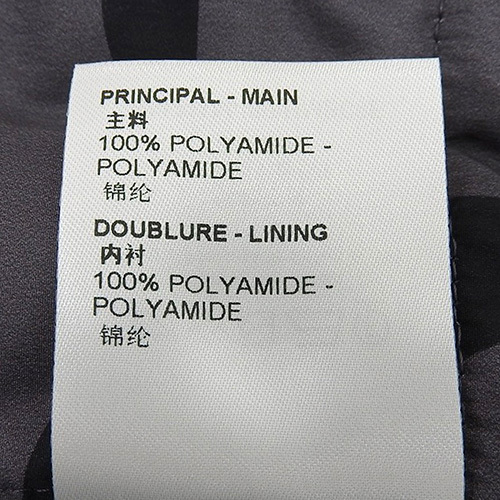 PRINCIPAL - MAIN
主料
100% POLYAMIDE -
POLYAMIDE
锦纶
DOUBLURE - LINING
内衬
100% POLYAMIDE -
POLYAMIDE
锦纶